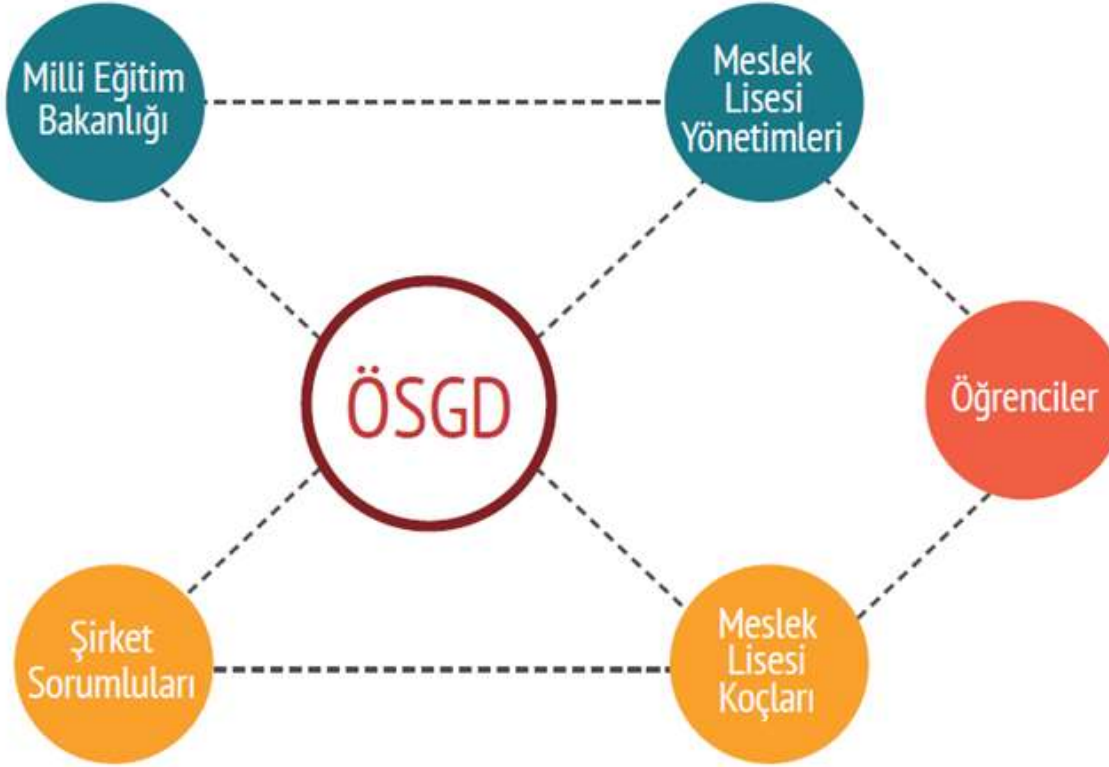 Milli Eğitim
Bakanlığı
Meslek
Lisesi
Yönetimleri
ÖSGD
Öğrenciler
Şirket
Sorumluları
Meslek
Lisesi
Koçları